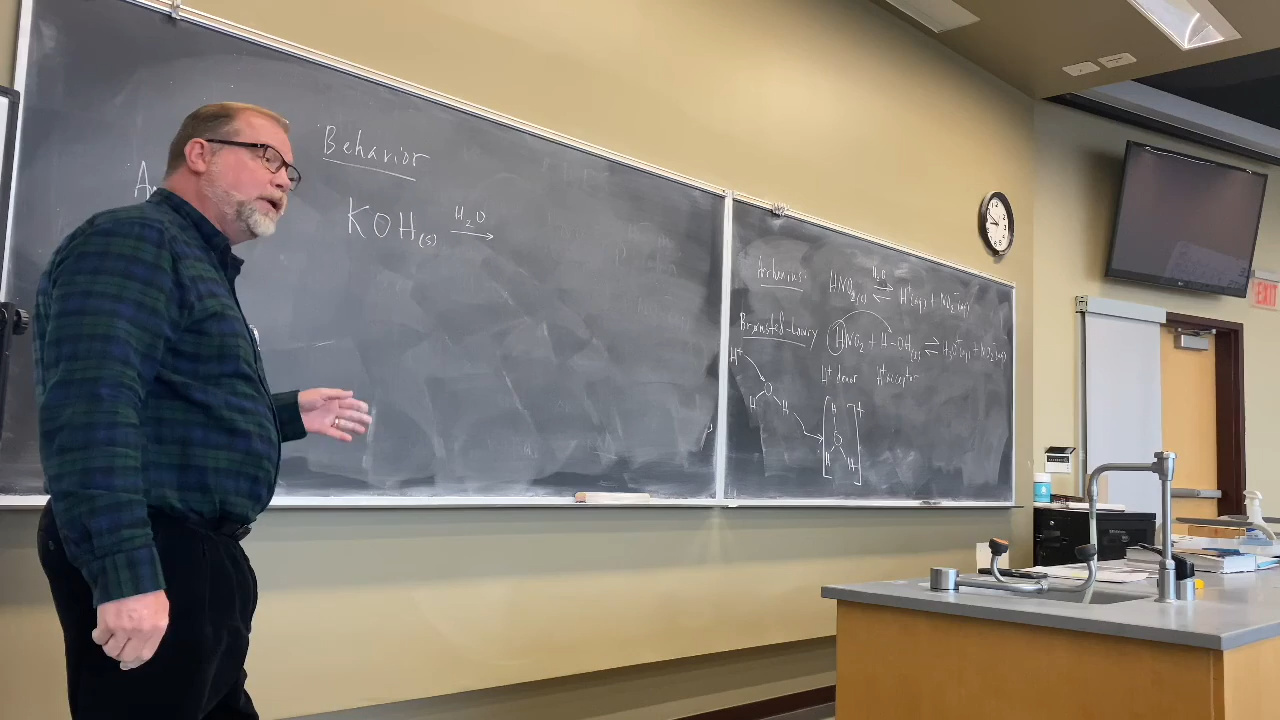 Behavior
KOH(s) H₂O →
Arrhenius: HNO₂(l) H₂O ⇌ H⁺(aq) + NO₂⁻(aq)
Brønsted-Lowry HNO₂ + H-OH(l) ⇌ H₃O⁺(aq) + NO₂⁻(aq)
H⁺ donor H⁺ acceptor
H⁺
O
H H
[H
O
H H]⁺
EXIT